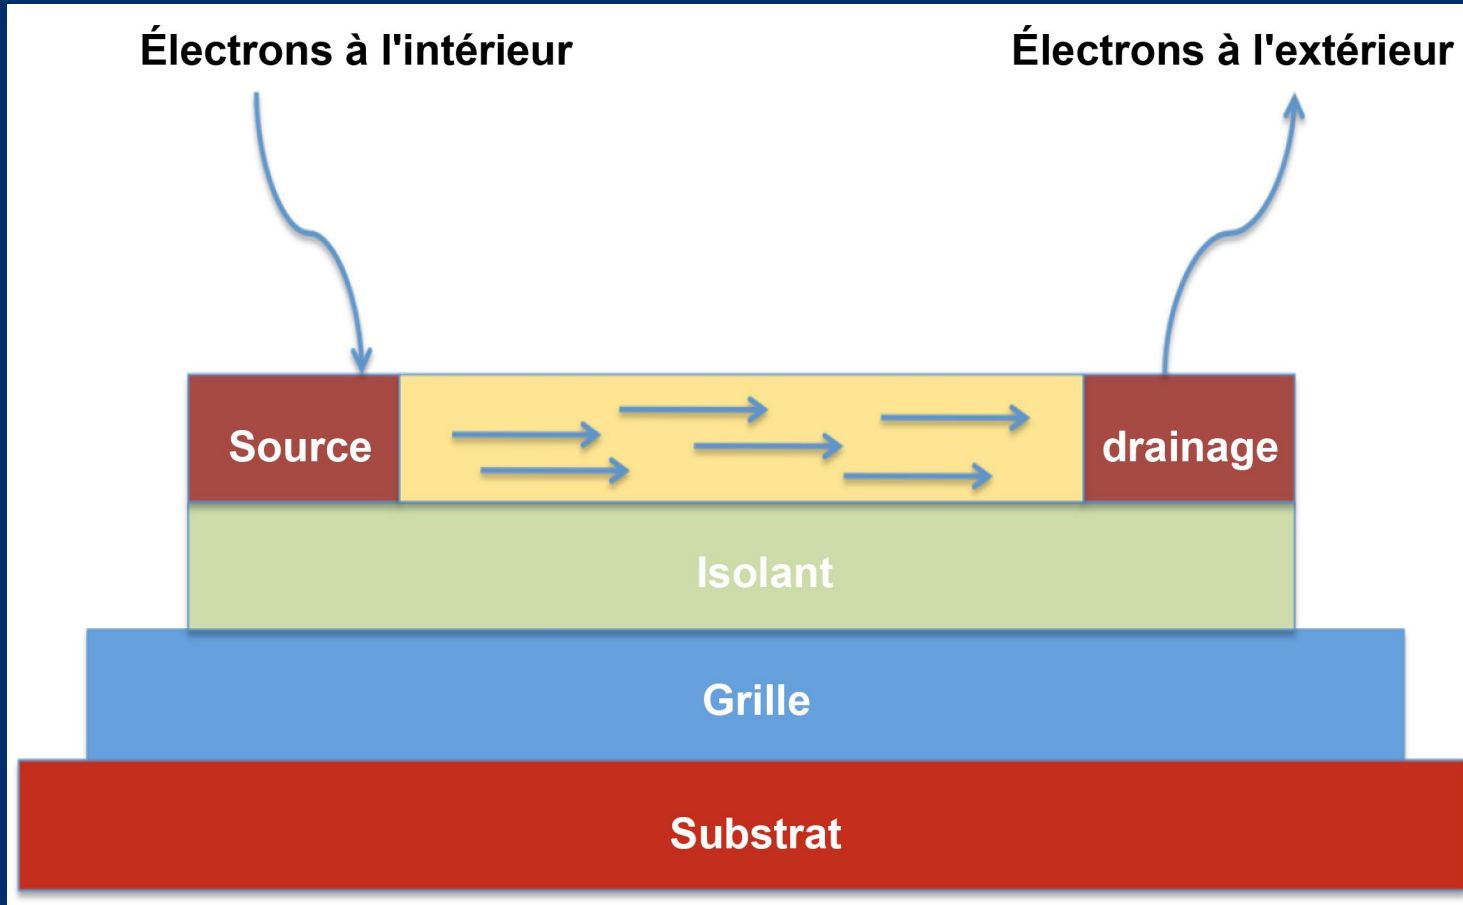 Électrons à l'intérieur
Électrons à l'extérieur
Source
drainage
Isolant
Grille
Substrat